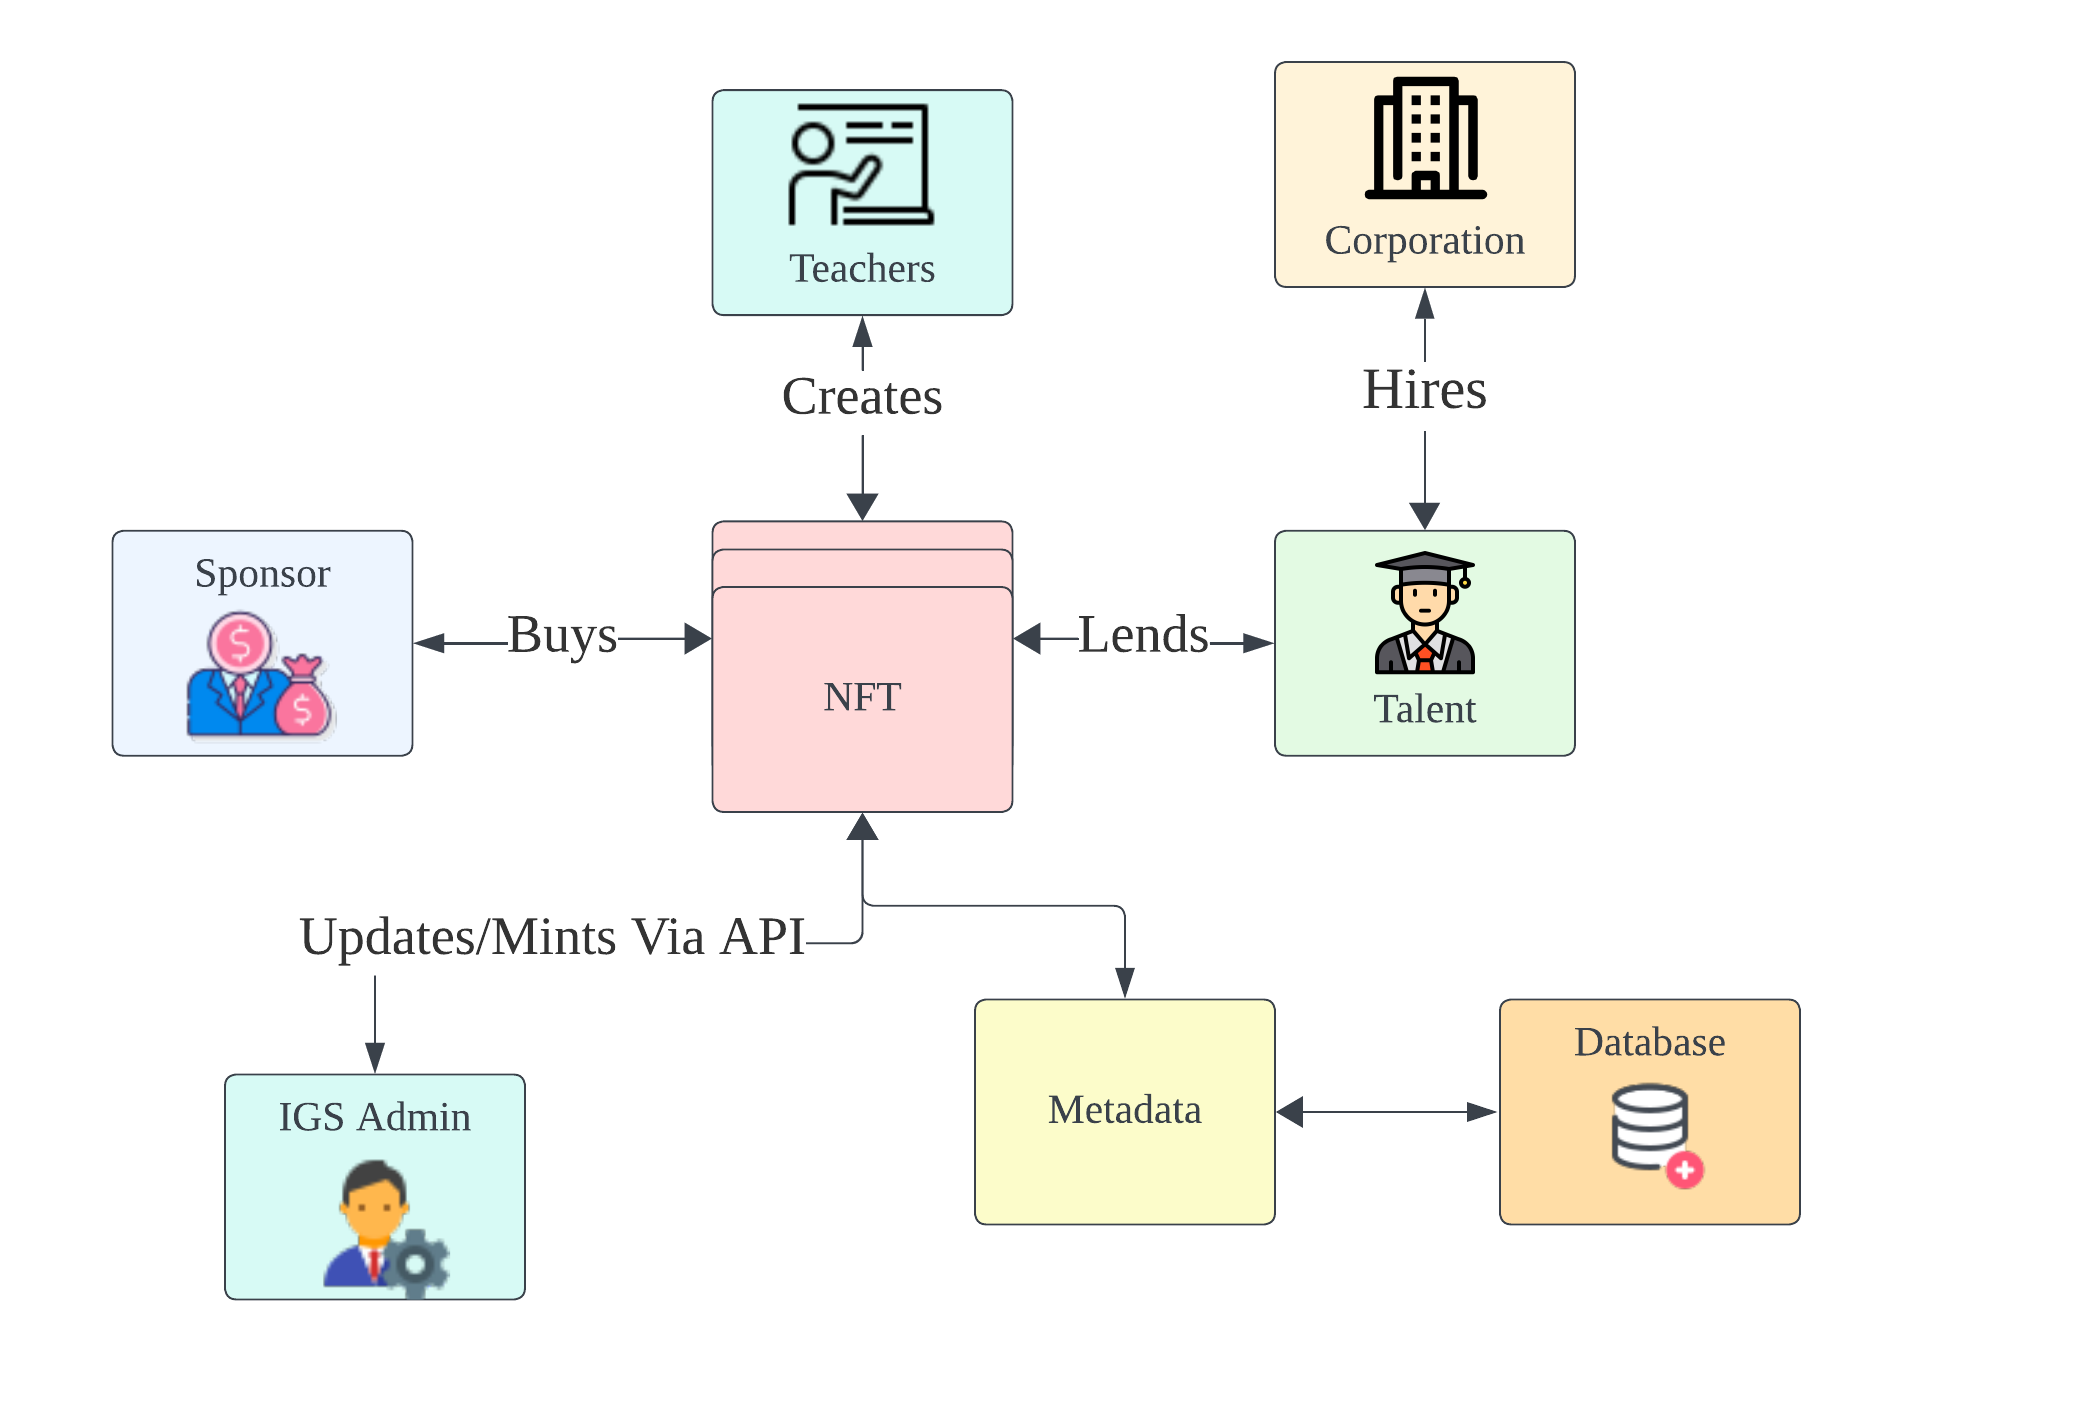 Corporation
Teachers
Hires
Creates
Sponsor
Buys
Lends
NFT
Talent
Updates/Mints Via API
Database
Metadata
IGS Admin